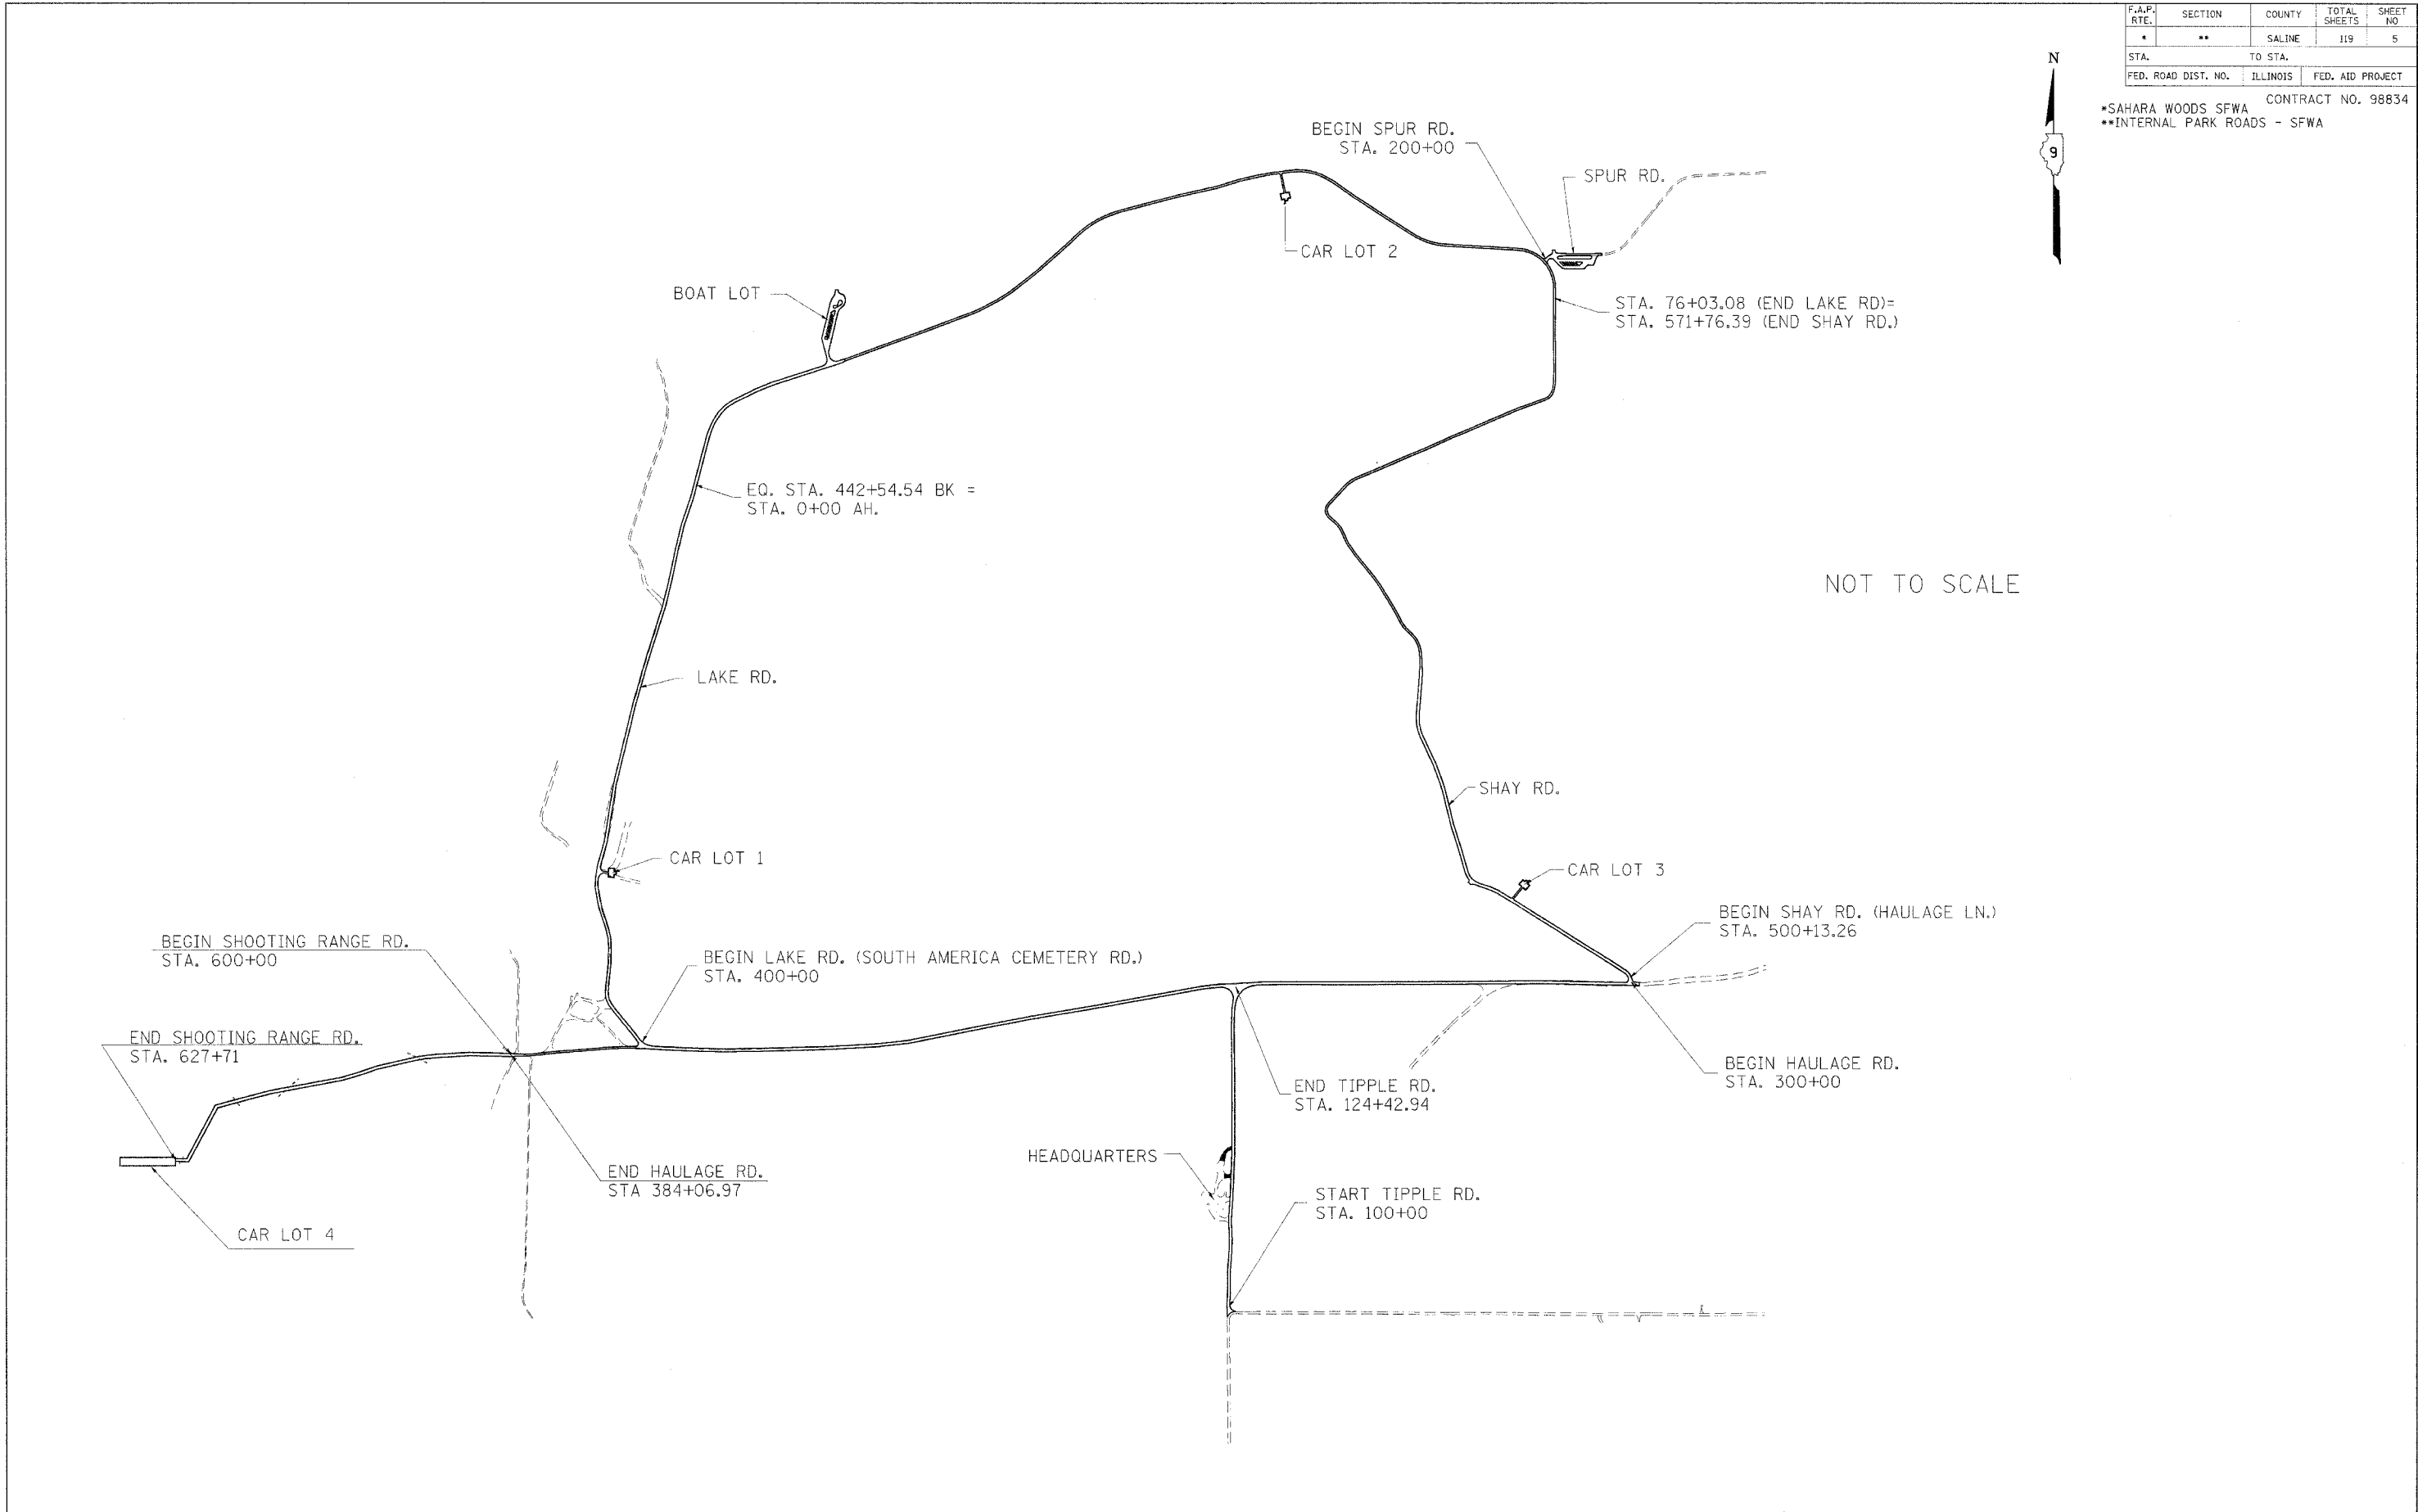 F.A.P. RTE. SECTION COUNTY TOTAL SHEETS SHEET NO
* ** SALINE 119 5
STA. TO STA.
FED. ROAD DIST. NO. ILLINOIS FED. AID PROJECT
CONTRACT NO. 98834
*SAHARA WOODS SFWA
**INTERNAL PARK ROADS - SFWA
N
9
BEGIN SPUR RD.
STA. 200+00
SPUR RD.
CAR LOT 2
BOAT LOT
STA. 76+03.08 (END LAKE RD)=
STA. 571+76.39 (END SHAY RD.)
EQ. STA. 442+54.54 BK =
STA. 0+00 AH.
NOT TO SCALE
LAKE RD.
SHAY RD.
CAR LOT 1
CAR LOT 3
BEGIN SHAY RD. (HAULAGE LN.)
STA. 500+13.26
BEGIN SHOOTING RANGE RD.
STA. 600+00
BEGIN LAKE RD. (SOUTH AMERICA CEMETERY RD.)
STA. 400+00
END SHOOTING RANGE RD.
STA. 627+71
BEGIN HAULAGE RD.
STA. 300+00
END TIPPLE RD.
STA. 124+42.94
HEADQUARTERS
END HAULAGE RD.
STA 384+06.97
START TIPPLE RD.
STA. 100+00
CAR LOT 4